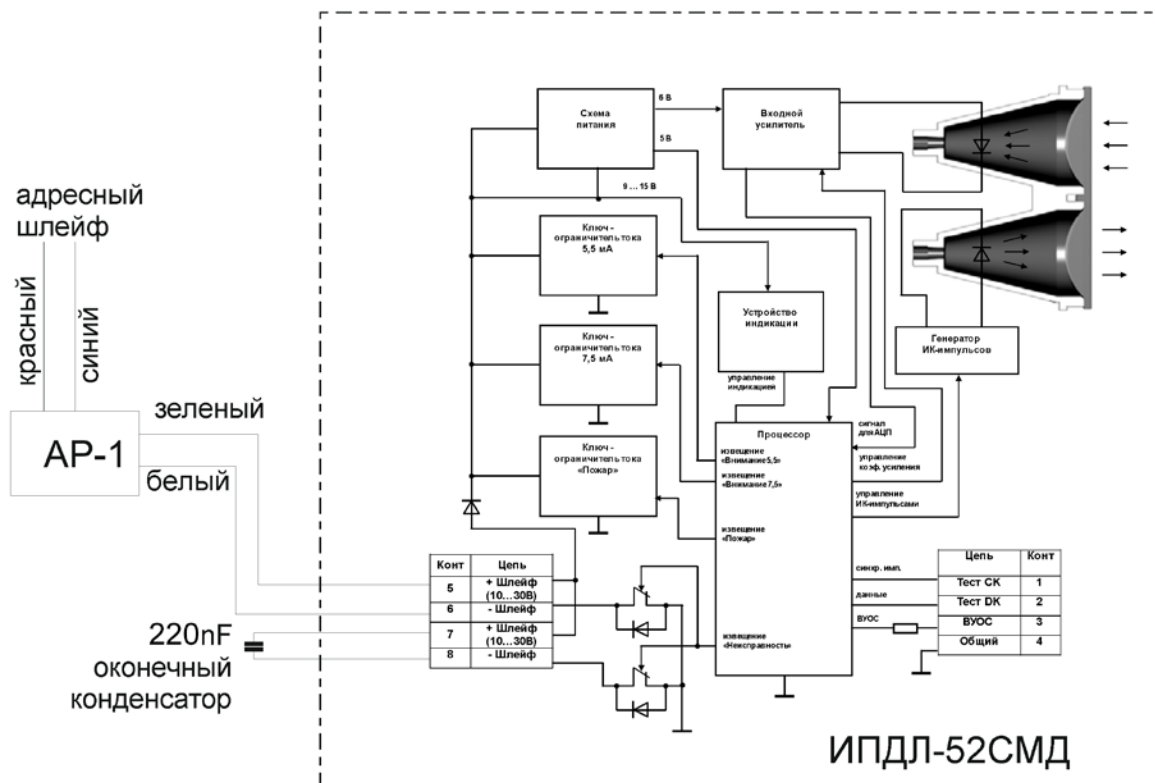 адресный
шлейф
красный
синий
АР-1
зеленый
белый
220nF
оконечный
конденсатор
Схема
питания
6 В
5 В
9 ... 15 В
Входной
усилитель
Ключ -
ограничитель тока
5,5 мА
Ключ -
ограничитель тока
7,5 мА
Ключ -
ограничитель тока
«Пожар»
Устройство
индикации
управление
индикацией
Генератор
ИК-импульсов
Процессор
извещение
«Внимание 5,5»
извещение
«Внимание 7,5»
извещение
«Пожар»
извещение
«Неисправность»
сигнал
для АЦП
управление
коэф. усиления
управление
ИК-импульсами
синхр. имп.
данные
ВУОС
Конт Цепь
5 + Шлейф
(10...30В)
6 - Шлейф
7 + Шлейф
(10...30В)
8 - Шлейф
Цепь Конт
Тест СК 1
Тест DК 2
ВУОС 3
Общий 4
ИПДЛ-52СМД